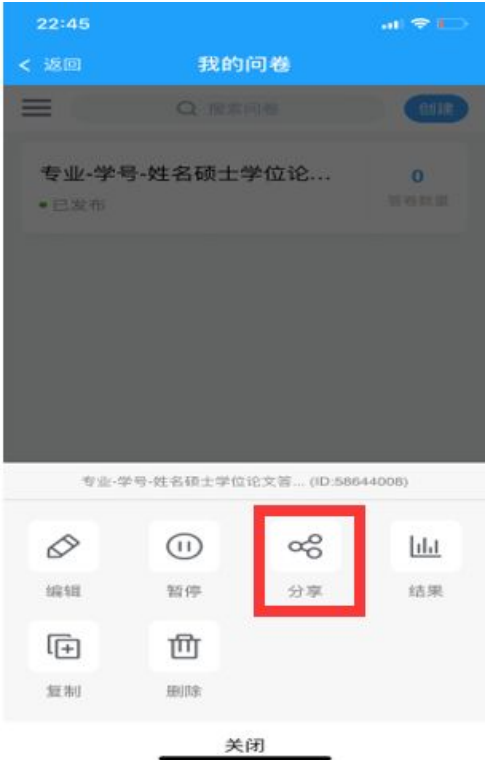 22:45
< 返回 我的问卷
搜索问卷 创建
专业-学号-姓名硕士学位论... 0
已发布 答卷数量
专业-学号-姓名硕士学位论文答... (ID:58644008)
编辑 暂停 分享 结果
复制 删除
关闭